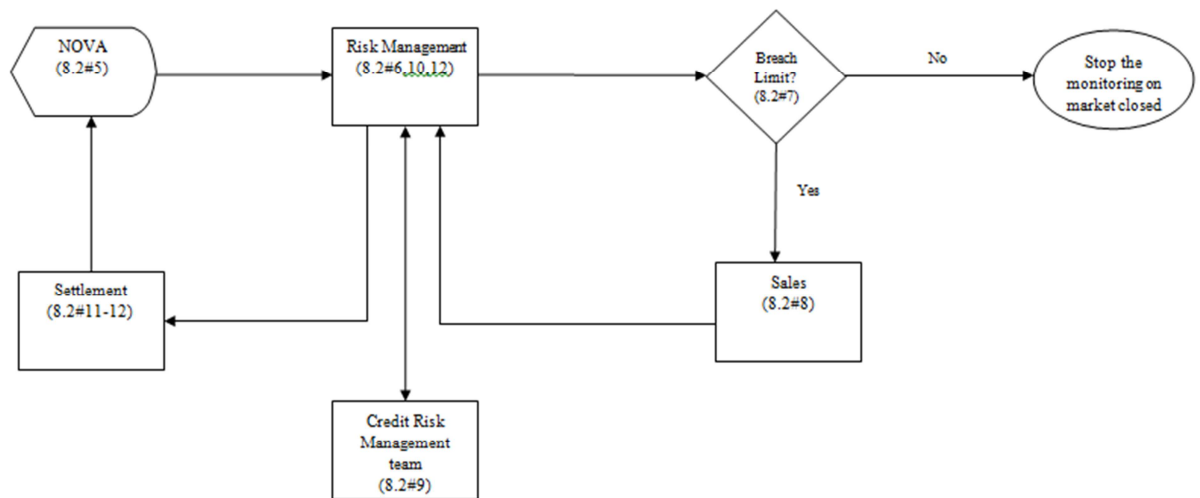 NOVA
(8.2#5)
Risk Management
(8.2#6,10,12)
Breach
Limit?
(8.2#7)
No
Stop the
monitoring on
market closed
Yes
Settlement
(8.2#11-12)
Sales
(8.2#8)
Credit Risk
Management
team
(8.2#9)